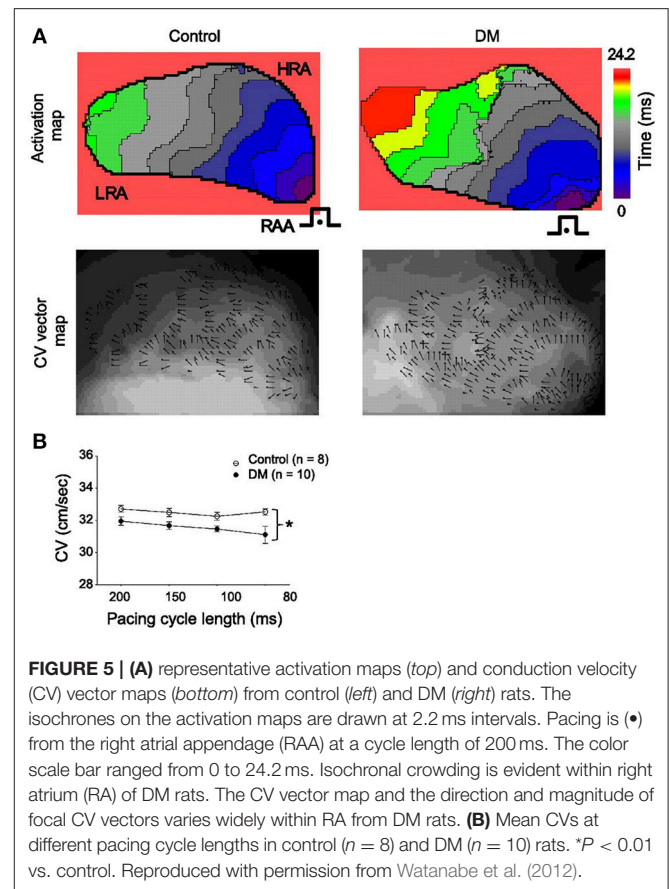 A
Control
DM
Activation
map
HRA
LRA
RAA
24.2
Time (ms)
0
CV vector
map
B
Control (n = 8)
DM (n = 10)
36
34
32
30
28
CV (cm/sec)
*
200 150 100 80
Pacing cycle length (ms)
FIGURE 5 | (A) representative activation maps (top) and conduction velocity
(CV) vector maps (bottom) from control (left) and DM (right) rats. The
isochrones on the activation maps are drawn at 2.2 ms intervals. Pacing is (•)
from the right atrial appendage (RAA) at a cycle length of 200 ms. The color
scale bar ranged from 0 to 24.2 ms. Isochronal crowding is evident within right
atrium (RA) of DM rats. The CV vector map and the direction and magnitude of
focal CV vectors varies widely within RA from DM rats. (B) Mean CVs at
different pacing cycle lengths in control (n = 8) and DM (n = 10) rats. *P < 0.01
vs. control. Reproduced with permission from Watanabe et al. (2012).